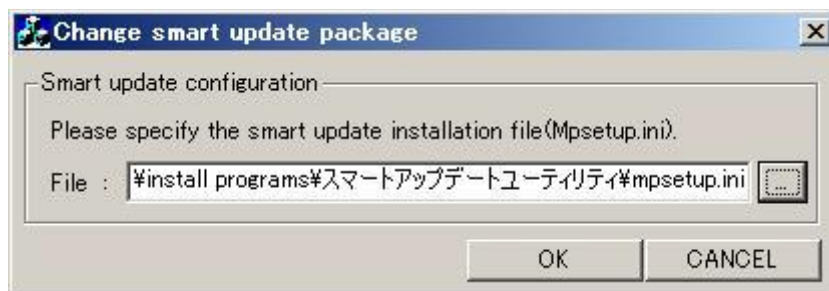 Change smart update package
Smart update configuration
Please specify the smart update installation file(Mpsetup.ini).
File : ¥install programs¥スマートアップデートユーティリティ¥mpsetup.ini ...
OK CANCEL